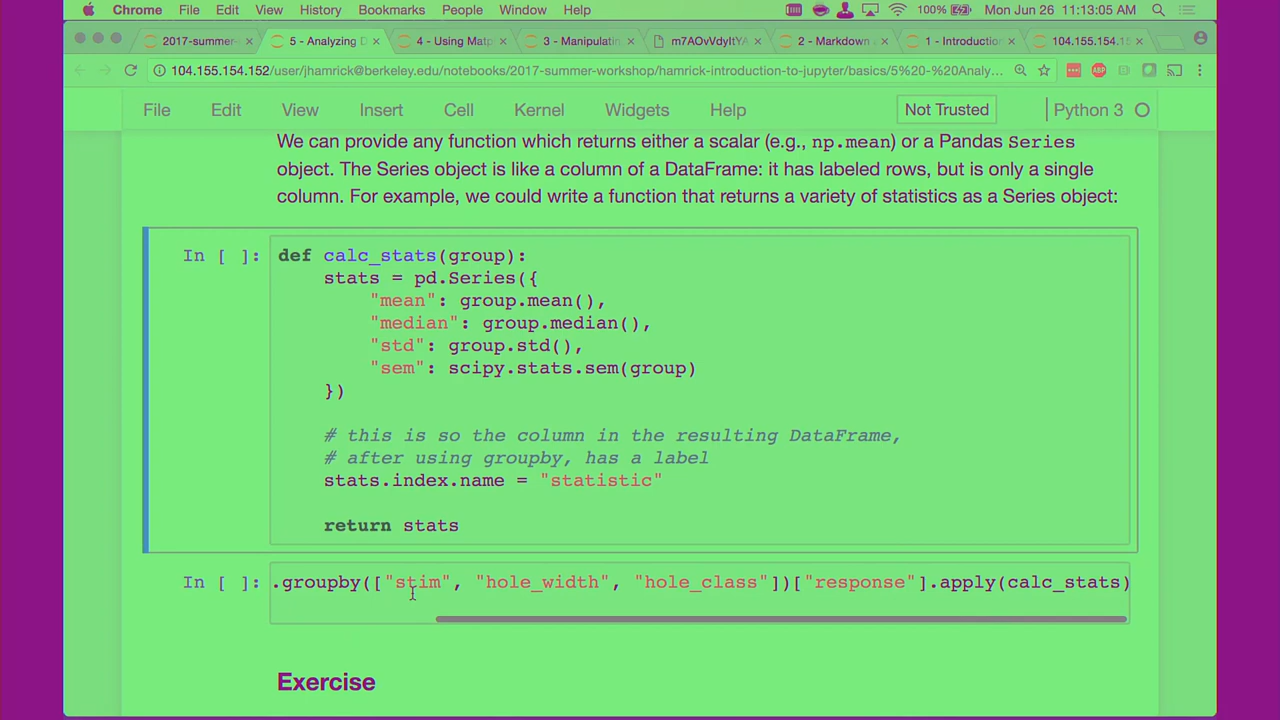 Chrome File Edit View History Bookmarks People Window Help 100% Mon Jun 26 11:13:05 AM
2017-summer- × 5 - Analyzing D × 4 - Using Matp × 3 - Manipulatin × m7AOvVdyItYA × 2 - Markdown × 1 - Introduction × 104.155.154.15 ×
104.155.154.152/user/jhamrick@berkeley.edu/notebooks/2017-summer-workshop/hamrick-introduction-to-jupyter/basics/5%20-%20Analy...
File Edit View Insert Cell Kernel Widgets Help Not Trusted Python 3
We can provide any function which returns either a scalar (e.g., np.mean) or a Pandas Series
object. The Series object is like a column of a DataFrame: it has labeled rows, but is only a single
column. For example, we could write a function that returns a variety of statistics as a Series object:
In [ ]: def calc_stats(group):
stats = pd.Series({
"mean": group.mean(),
"median": group.median(),
"std": group.std(),
"sem": scipy.stats.sem(group)
})
# this is so the column in the resulting DataFrame,
# after using groupby, has a label
stats.index.name = "statistic"
return stats
In [ ]: .groupby(["stim", "hole_width", "hole_class"])["response"].apply(calc_stats)
Exercise